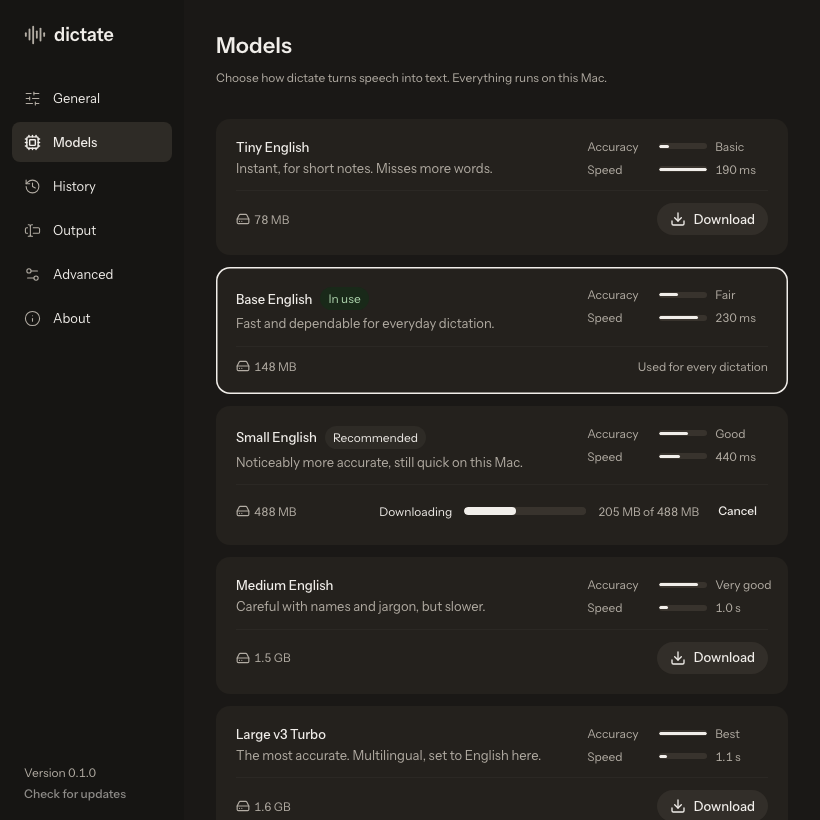 dictate
General
Models
History
Output
Advanced
About
Version 0.1.0
Check for updates
Models
Choose how dictate turns speech into text. Everything runs on this Mac.
Tiny English
Instant, for short notes. Misses more words.
Accuracy Basic
Speed 190 ms
78 MB Download
Base English In use
Fast and dependable for everyday dictation.
Accuracy Fair
Speed 230 ms
148 MB Used for every dictation
Small English Recommended
Noticeably more accurate, still quick on this Mac.
Accuracy Good
Speed 440 ms
488 MB Downloading 205 MB of 488 MB Cancel
Medium English
Careful with names and jargon, but slower.
Accuracy Very good
Speed 1.0 s
1.5 GB Download
Large v3 Turbo
The most accurate. Multilingual, set to English here.
Accuracy Best
Speed 1.1 s
1.6 GB Download